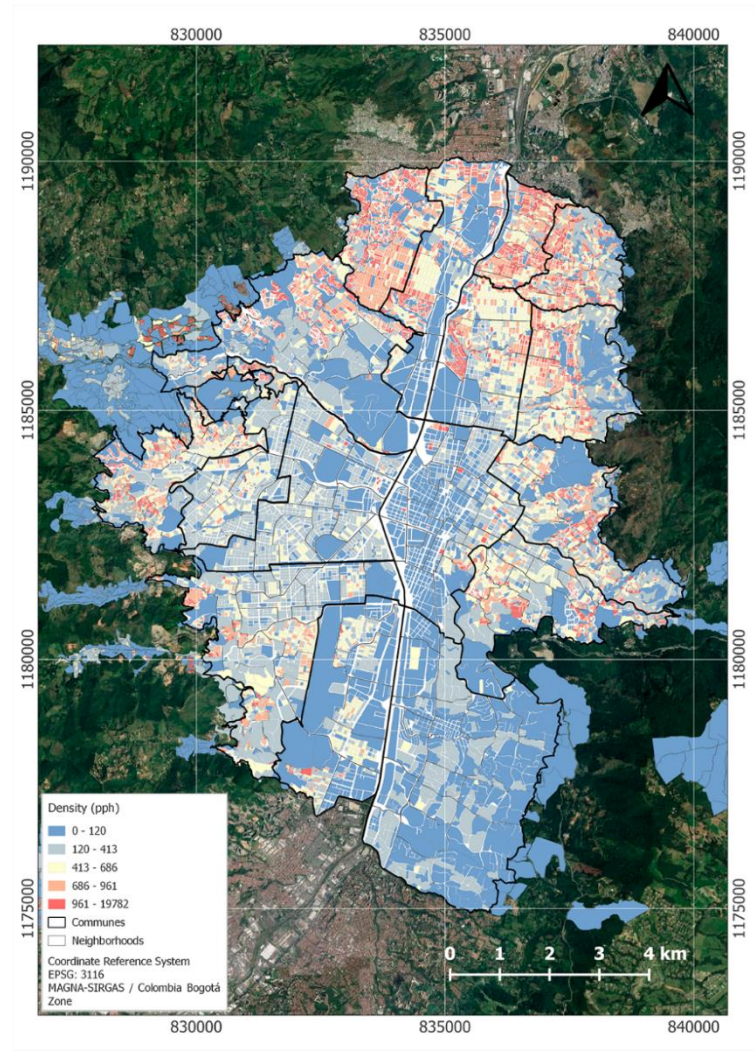 830000 835000 840000
1190000 1190000
1185000 1185000
1180000 1180000
1175000 1175000
Density (pph)
0 - 120
120 - 413
413 - 686
686 - 961
961 - 19782
Communes
Neighborhoods
Coordinate Reference System
EPSG: 3116
MAGNA-SIRGAS / Colombia Bogotá
Zone
0 1 2 3 4 km
830000 835000 840000